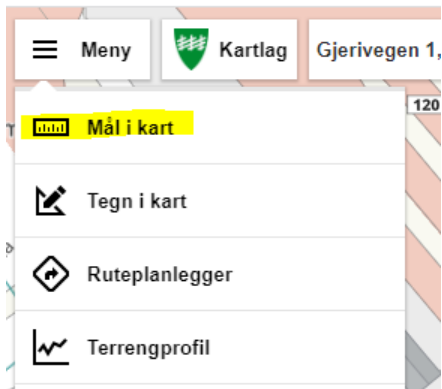 Meny
Kartlag
Gjerivegen 1,
120
Mål i kart
Tegn i kart
Ruteplanlegger
Terrengprofil